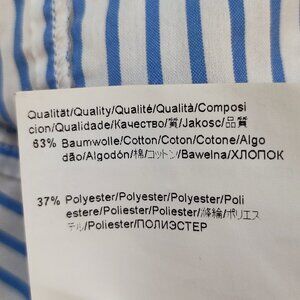 Qualität/Quality/Qualité/Qualità/Composi
cion/Qualidade/Качество/質/Jakosc/品質
63% Baumwolle/Cotton/Coton/Cotone/Algo
dão/Algodón/棉/コットン/Bawełna/ХЛОПОК
37% Polyester/Polyester/Polyester/Poli
estere/Poliester/Poliester/滌綸/ポリエス
テル/Poliester/ПОЛИЭСТЕР